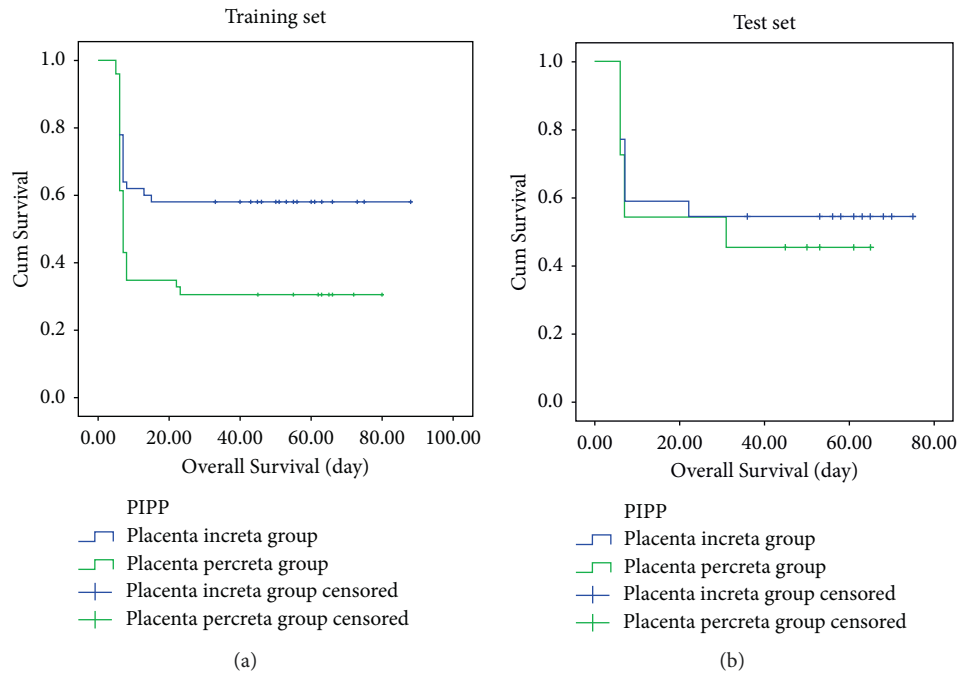 Training set
Cum Survival
1.0
0.8
0.6
0.4
0.2
0.0
0.00 20.00 40.00 60.00 80.00 100.00
Overall Survival (day)
PIPP
Placenta increta group
Placenta percreta group
Placenta increta group censored
Placenta percreta group censored
(a)
Test set
Cum Survival
1.0
0.8
0.6
0.4
0.2
0.0
0.00 20.00 40.00 60.00 80.00
Overall Survival (day)
PIPP
Placenta increta group
Placenta percreta group
Placenta increta group censored
Placenta percreta group censored
(b)